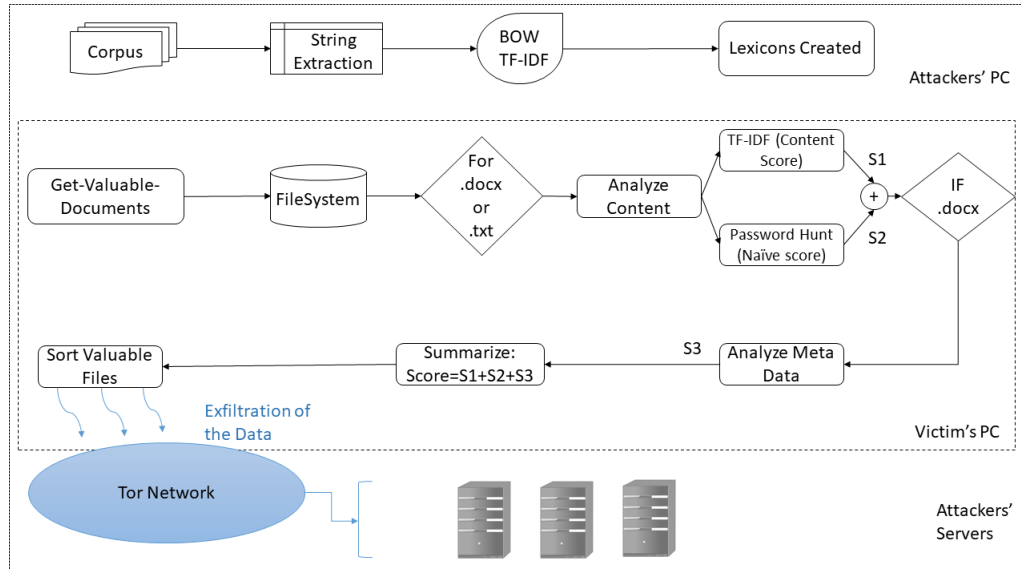 Corpus
String
Extraction
BOW
TF-IDF
Lexicons Created
Attackers' PC
Get-Valuable-
Documents
FileSystem
For
.docx
or
.txt
Analyze
Content
TF-IDF (Content
Score)
Password Hunt
(Naïve score)
S1
+
S2
IF
.docx
Sort Valuable
Files
Summarize:
Score=S1+S2+S3
S3
Analyze Meta
Data
Exfiltration of
the Data
Victim's PC
Tor Network
Attackers'
Servers